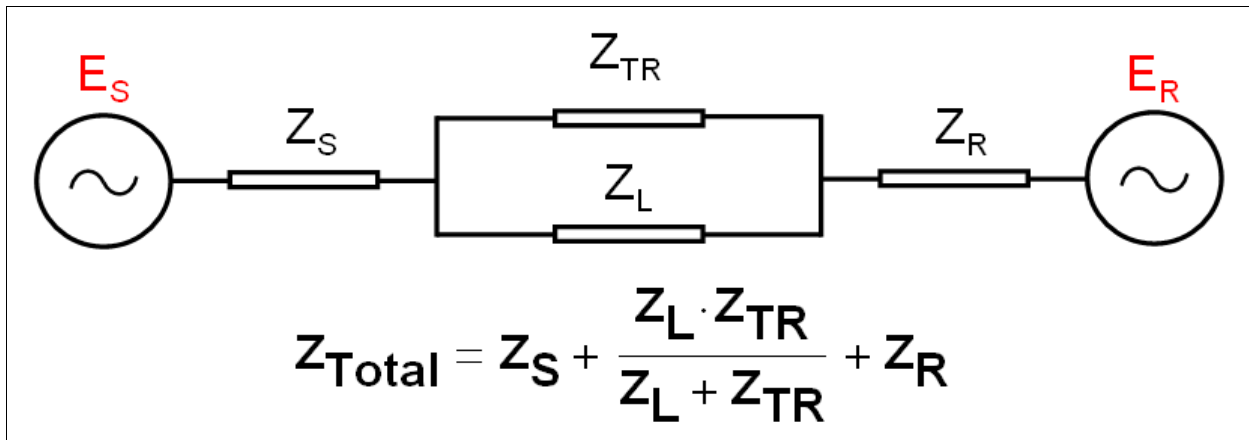 Z_TR
E_S
E_R
Z_S
Z_R
Z_L
Z_Total = Z_S + (Z_L · Z_TR) / (Z_L + Z_TR) + Z_R